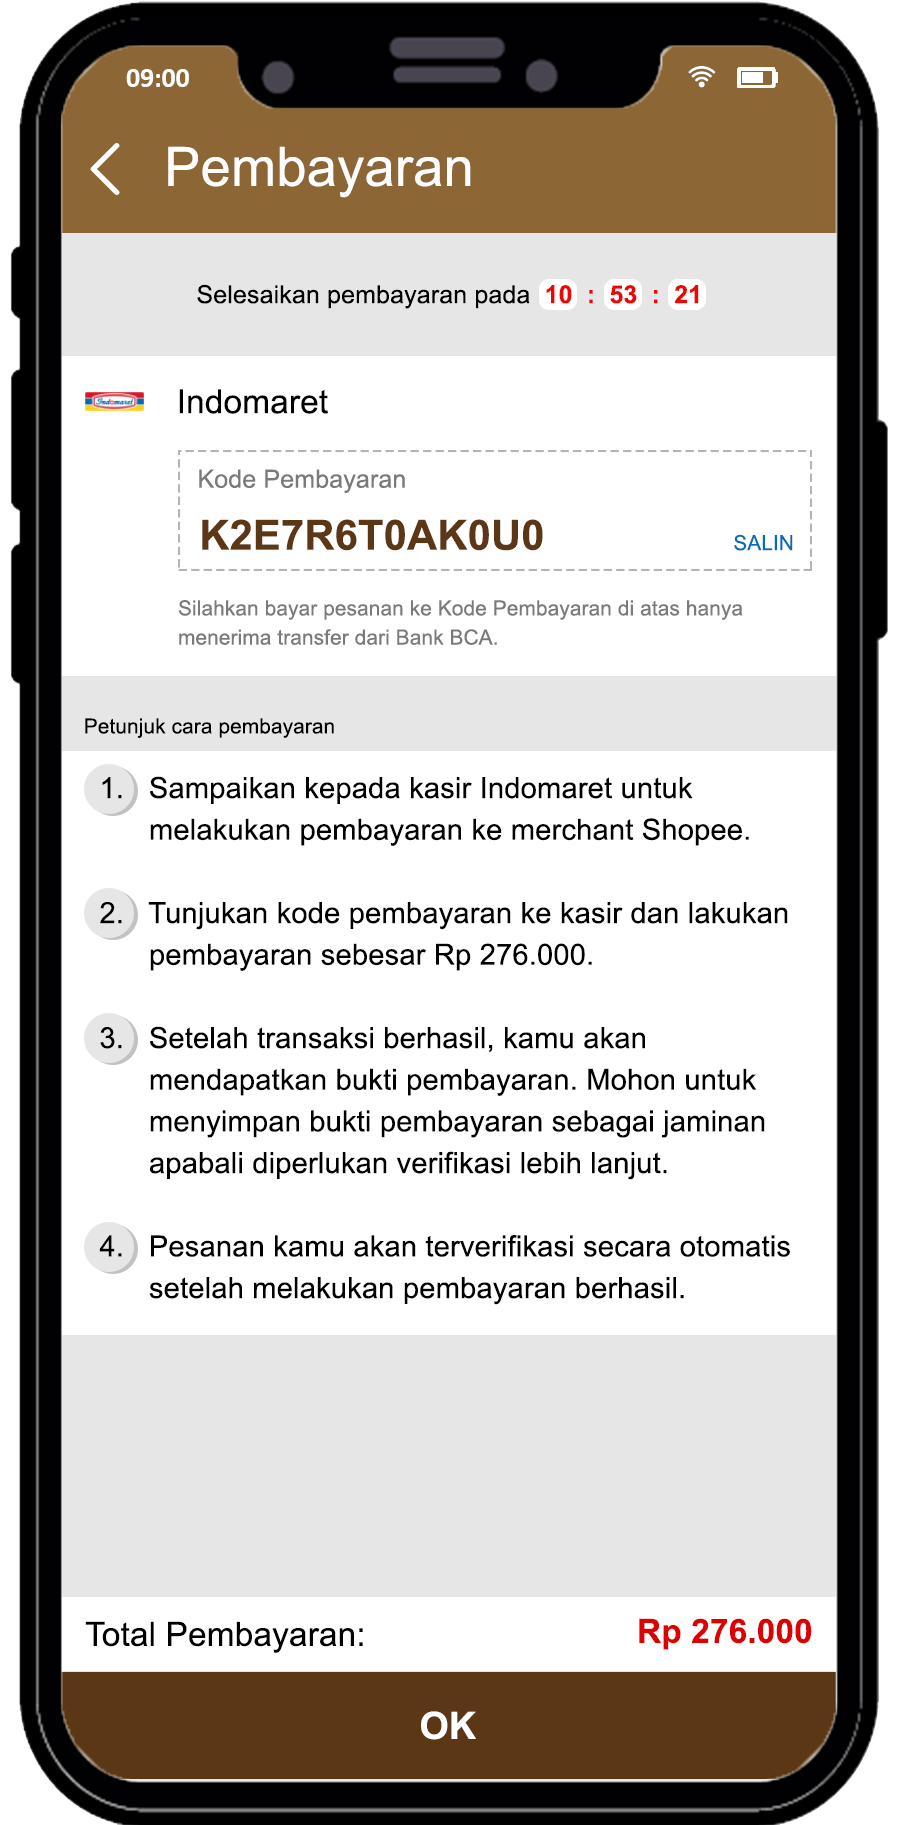 09:00
Pembayaran
Selesaikan pembayaran pada 10 : 53 : 21
Indomaret
Indomaret
Kode Pembayaran
K2E7R6T0AK0U0
SALIN
Silahkan bayar pesanan ke Kode Pembayaran di atas hanya
menerima transfer dari Bank BCA.
Petunjuk cara pembayaran
1. Sampaikan kepada kasir Indomaret untuk
melakukan pembayaran ke merchant Shopee.
2. Tunjukan kode pembayaran ke kasir dan lakukan
pembayaran sebesar Rp 276.000.
3. Setelah transaksi berhasil, kamu akan
mendapatkan bukti pembayaran. Mohon untuk
menyimpan bukti pembayaran sebagai jaminan
apabali diperlukan verifikasi lebih lanjut.
4. Pesanan kamu akan terverifikasi secara otomatis
setelah melakukan pembayaran berhasil.
Total Pembayaran: Rp 276.000
OK